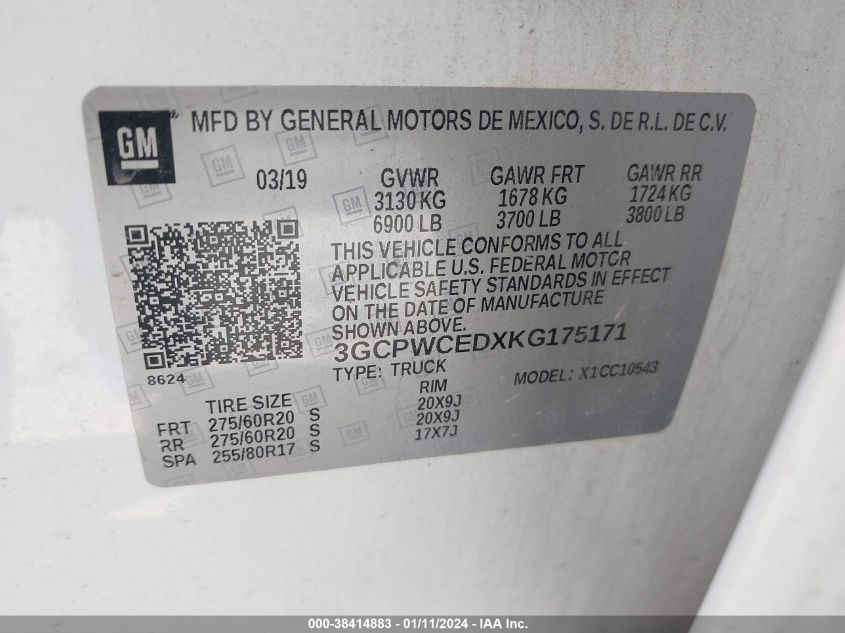 GM ® MFD BY GENERAL MOTORS DE MEXICO, S. DE R.L. DE C.V.
03/19 GVWR GAWR FRT GAWR RR
3130 KG 1678 KG 1724 KG
6900 LB 3700 LB 3800 LB
THIS VEHICLE CONFORMS TO ALL
APPLICABLE U.S. FEDERAL MOTOR
VEHICLE SAFETY STANDARDS IN EFFECT
ON THE DATE OF MANUFACTURE
SHOWN ABOVE.
3GCPWCEDXKG175171
8624 TYPE: TRUCK MODEL: X1CC10543
TIRE SIZE RIM
FRT 275/60R20 S 20X9J
RR 275/60R20 S 20X9J
SPA 255/80R17 S 17X7J
000-38414883 - 01/11/2024 - IAA Inc.